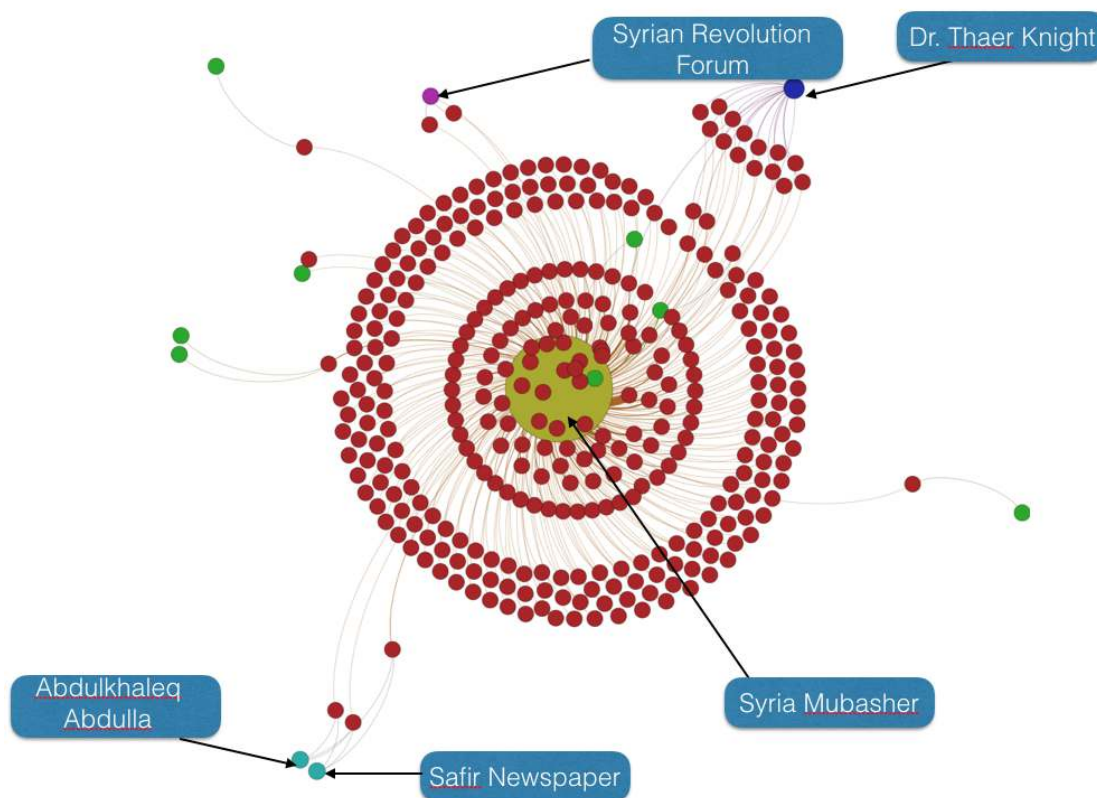 Syrian Revolution
Forum
Dr. Thaer Knight
Abdulkhaleq
Abdulla
Syria Mubasher
Safir Newspaper